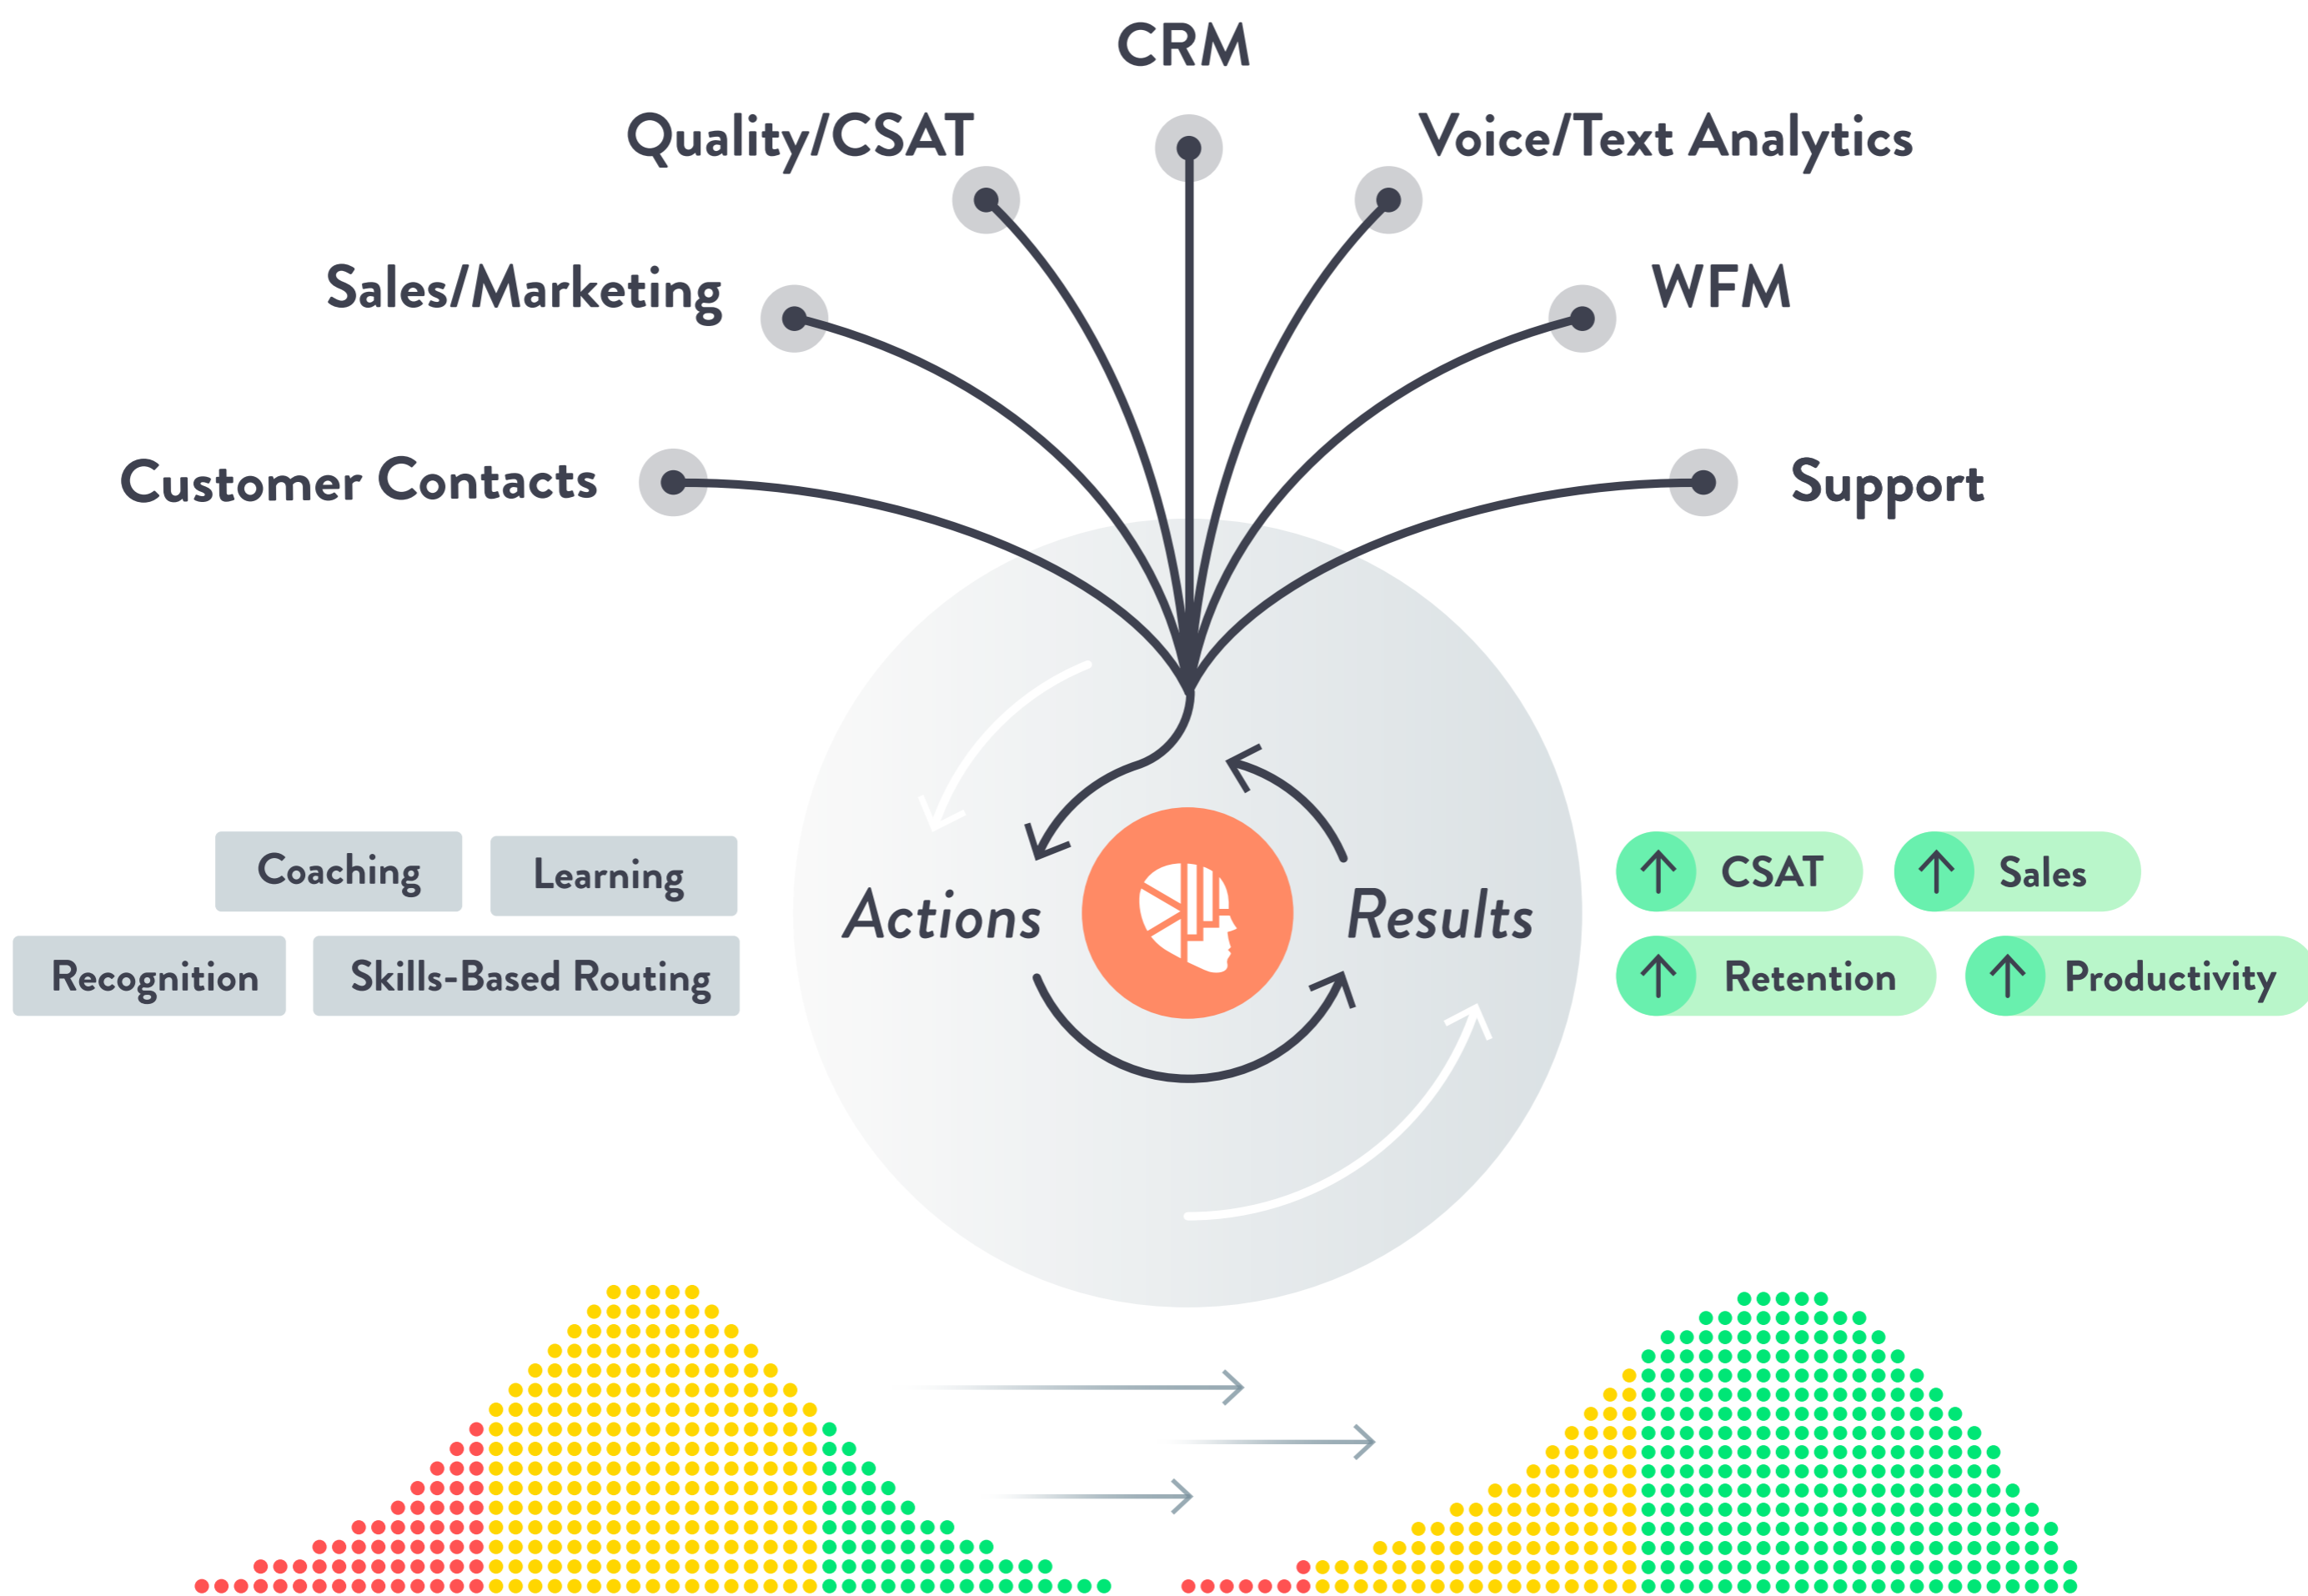 CRM
Quality/CSAT
Voice/Text Analytics
Sales/Marketing
WFM
Customer Contacts
Support
Coaching
Learning
Recognition
Skills-Based Routing
Actions
Results
CSAT
Sales
Retention
Productivity